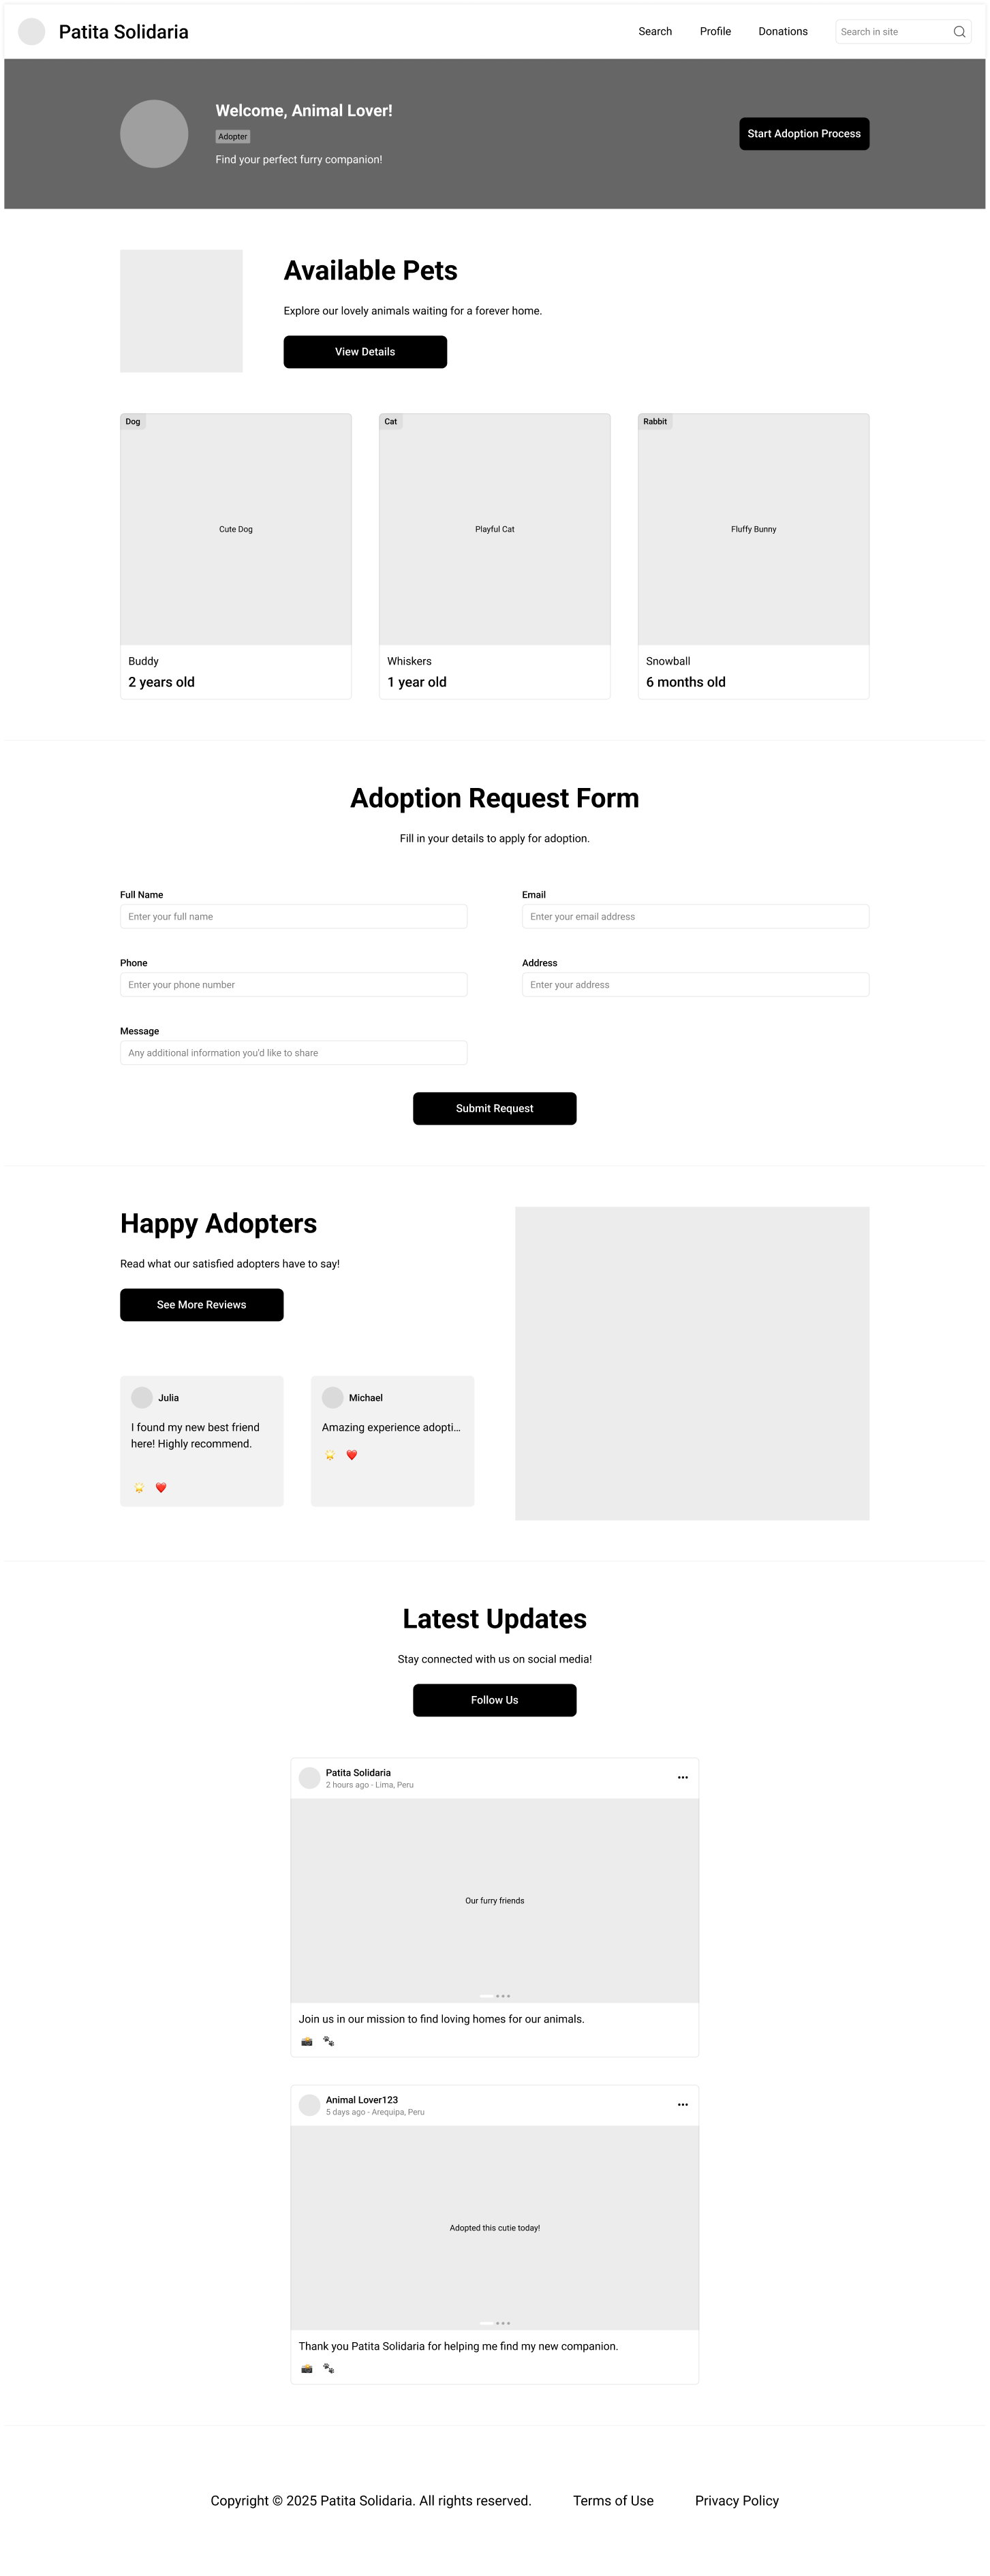 Patita Solidaria
Search
Profile
Donations
Search in site
Welcome, Animal Lover!
Adopter
Find your perfect furry companion!
Start Adoption Process
Available Pets
Explore our lovely animals waiting for a forever home.
View Details
Dog
Cute Dog
Buddy
2 years old
Cat
Playful Cat
Whiskers
1 year old
Rabbit
Fluffy Bunny
Snowball
6 months old
Adoption Request Form
Fill in your details to apply for adoption.
Full Name
Enter your full name
Email
Enter your email address
Phone
Enter your phone number
Address
Enter your address
Message
Any additional information you'd like to share
Submit Request
Happy Adopters
Read what our satisfied adopters have to say!
See More Reviews
Julia
I found my new best friend
here! Highly recommend.
Michael
Amazing experience adopti...
Latest Updates
Stay connected with us on social media!
Follow Us
Patita Solidaria
2 hours ago · Lima, Peru
Our furry friends
Join us in our mission to find loving homes for our animals.
Animal Lover123
5 days ago · Arequipa, Peru
Adopted this cutie today!
Thank you Patita Solidaria for helping me find my new companion.
Copyright © 2025 Patita Solidaria. All rights reserved.
Terms of Use
Privacy Policy